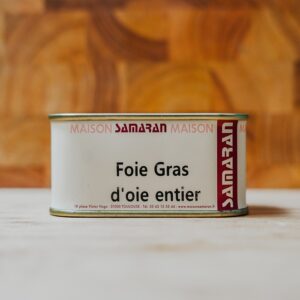 MAISON SAMARAN MAISON
Foie Gras
d'oie entier
SAMARAN